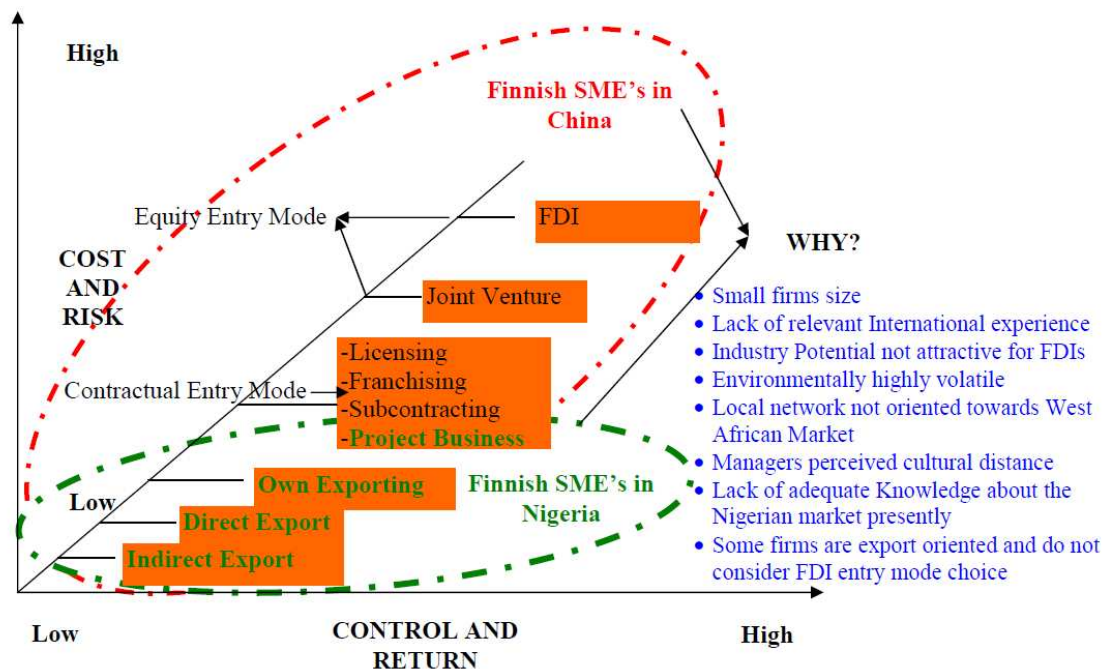 High
Finnish SME's in
China
Equity Entry Mode
FDI
WHY?
COST
AND
RISK
Joint Venture
• Small firms size
• Lack of relevant International experience
• Industry Potential not attractive for FDIs
• Environmentally highly volatile
• Local network not oriented towards West
African Market
• Managers perceived cultural distance
• Lack of adequate Knowledge about the
Nigerian market presently
• Some firms are export oriented and do not
consider FDI entry mode choice
Contractual Entry Mode
-Licensing
-Franchising
-Subcontracting
-Project Business
Own Exporting
Finnish SME's in
Nigeria
Low
Direct Export
Indirect Export
Low
CONTROL AND
RETURN
High